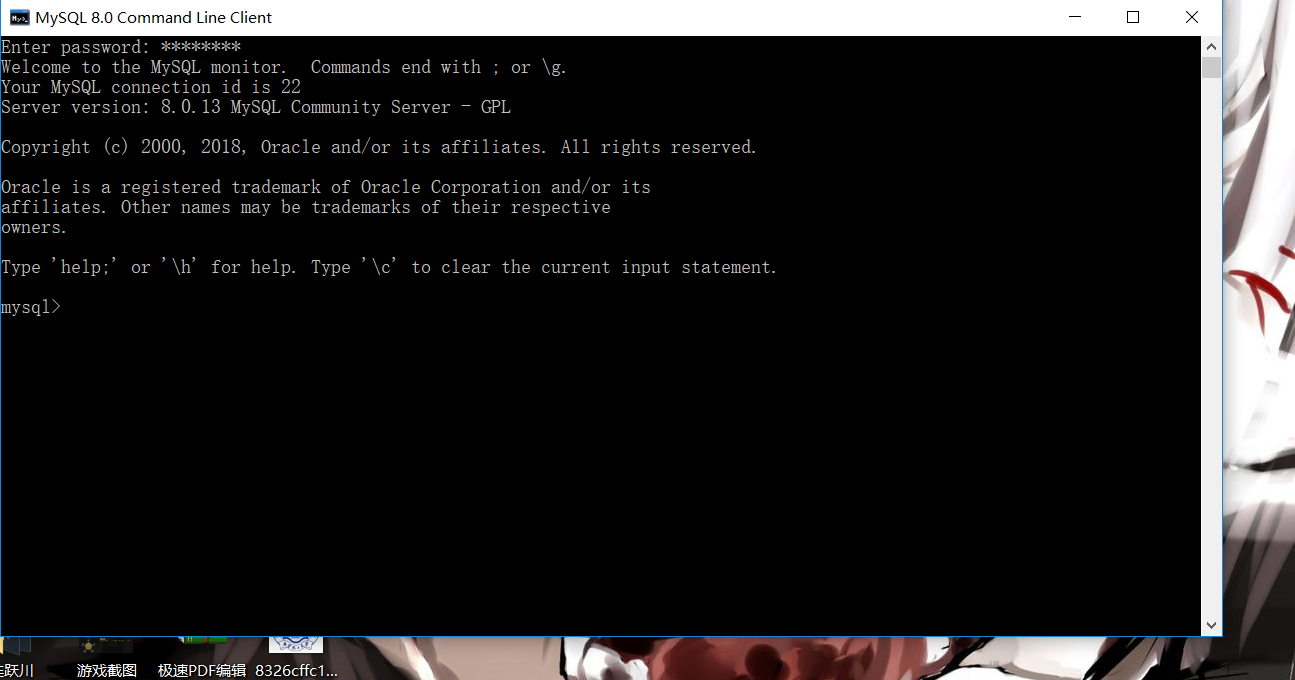 MySQL 8.0 Command Line Client
Enter password: ********
Welcome to the MySQL monitor.  Commands end with ; or \g.
Your MySQL connection id is 22
Server version: 8.0.13 MySQL Community Server - GPL
Copyright (c) 2000, 2018, Oracle and/or its affiliates. All rights reserved.
Oracle is a registered trademark of Oracle Corporation and/or its
affiliates. Other names may be trademarks of their respective
owners.
Type 'help;' or '\h' for help. Type '\c' to clear the current input statement.
mysql>
跃川 游戏截图 极速PDF编辑 8326cffc1...